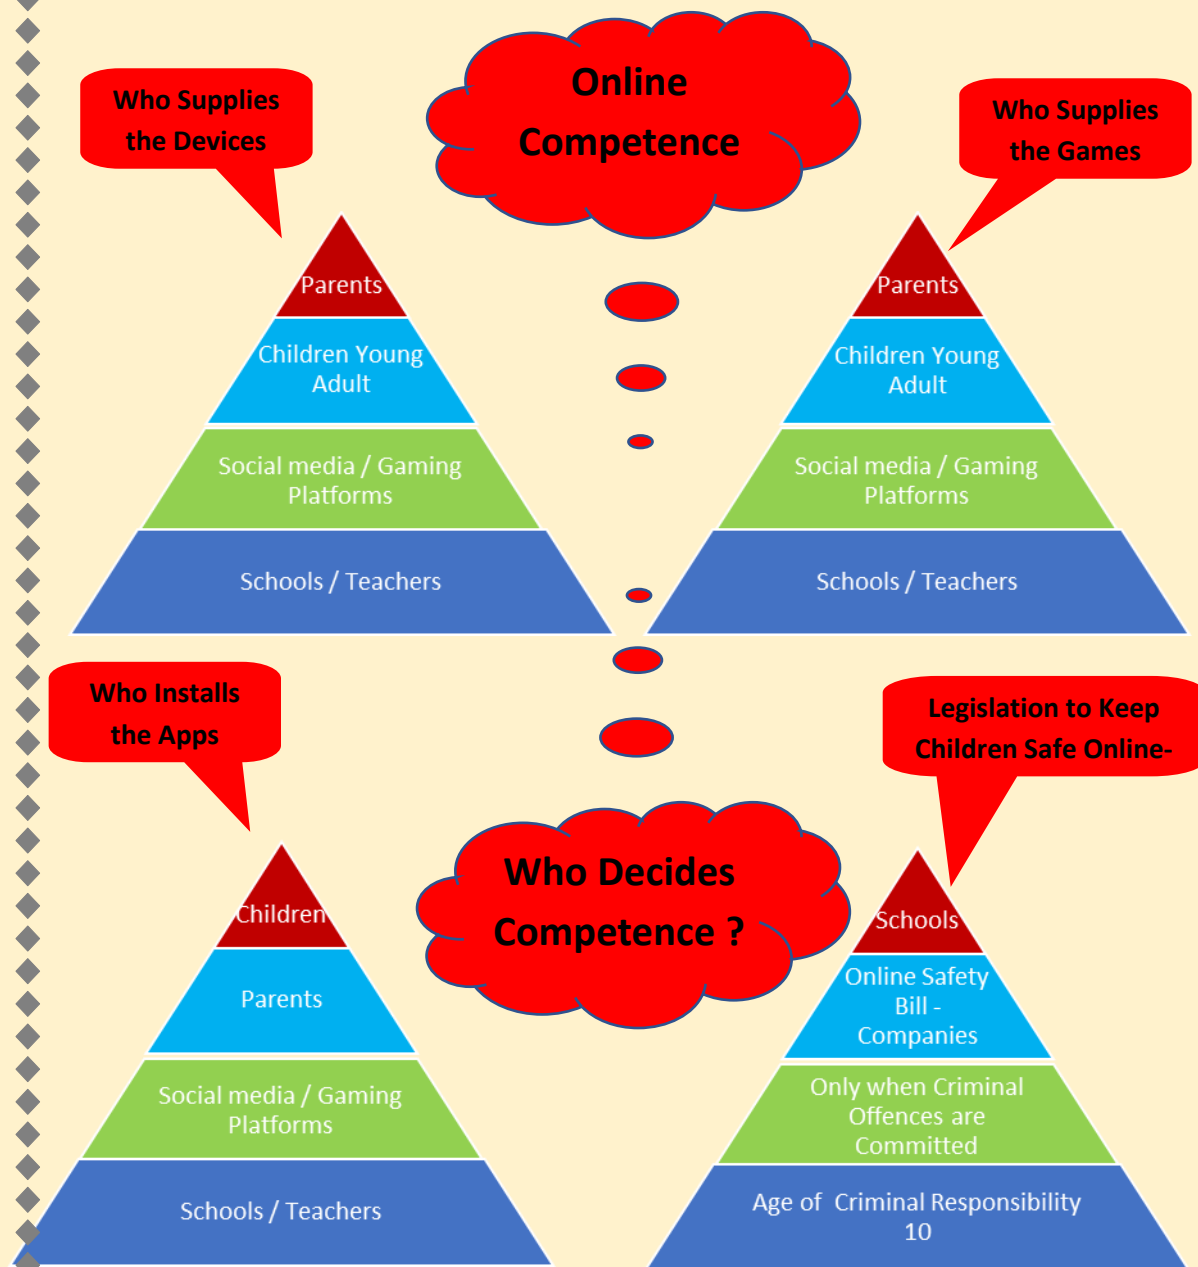 Online
Competence
Who Supplies
the Devices
Who Supplies
the Games
Parents
Children Young
Adult
Social media / Gaming
Platforms
Schools / Teachers
Parents
Children Young
Adult
Social media / Gaming
Platforms
Schools / Teachers
Who Installs
the Apps
Legislation to Keep
Children Safe Online-
Who Decides
Competence ?
Children
Parents
Social media / Gaming
Platforms
Schools / Teachers
Schools
Online Safety
Bill -
Companies
Only when Criminal
Offences are
Committed
Age of Criminal Responsibility
10